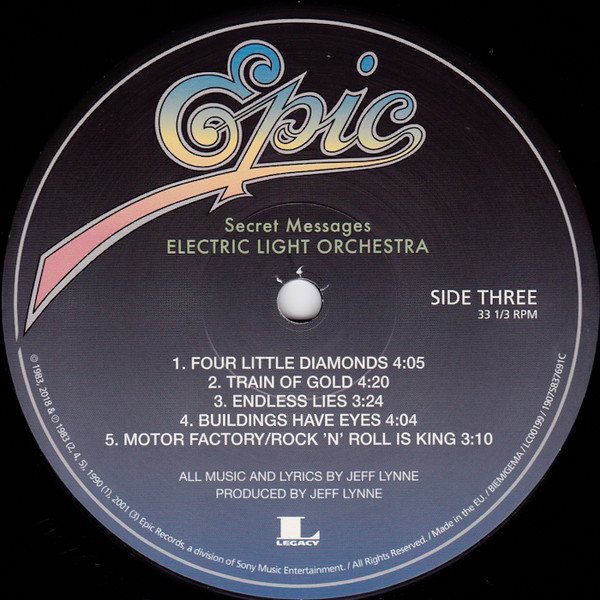 Epic
Secret Messages
ELECTRIC LIGHT ORCHESTRA
SIDE THREE
33 1/3 RPM
1. FOUR LITTLE DIAMONDS 4:05
2. TRAIN OF GOLD 4:20
3. ENDLESS LIES 3:24
4. BUILDINGS HAVE EYES 4:04
5. MOTOR FACTORY/ROCK 'N' ROLL IS KING 3:10
ALL MUSIC AND LYRICS BY JEFF LYNNE
PRODUCED BY JEFF LYNNE
L
LEGACY
© 1983, 2018 & ℗ 1983 (2, 4, 5), 1990 (1), 2001 (3) Epic Records, a division of Sony Music Entertainment. / All Rights Reserved. / Made in the EU. / BIEM/GEMA / LC00199 / 19075837691C